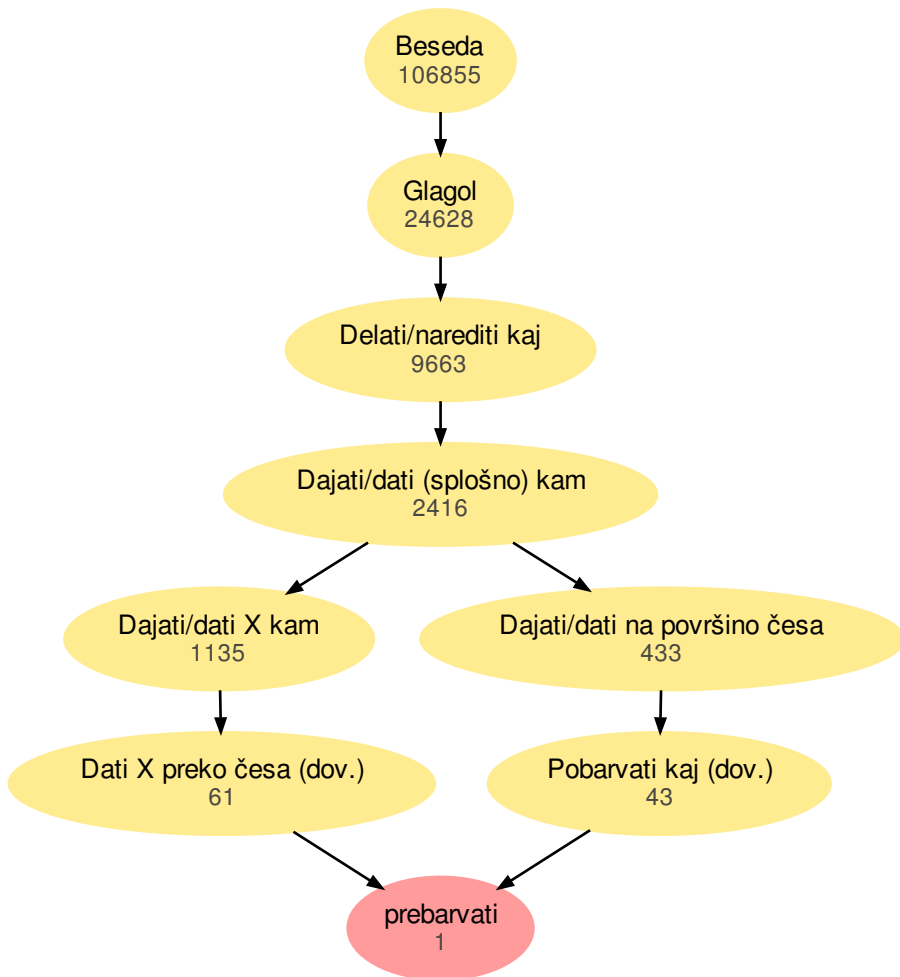 Beseda
106855
Glagol
24628
Delati/narediti kaj
9663
Dajati/dati (splošno) kam
2416
Dajati/dati X kam
1135
Dajati/dati na površino česa
433
Dati X preko česa (dov.)
61
Pobarvati kaj (dov.)
43
prebarvati
1